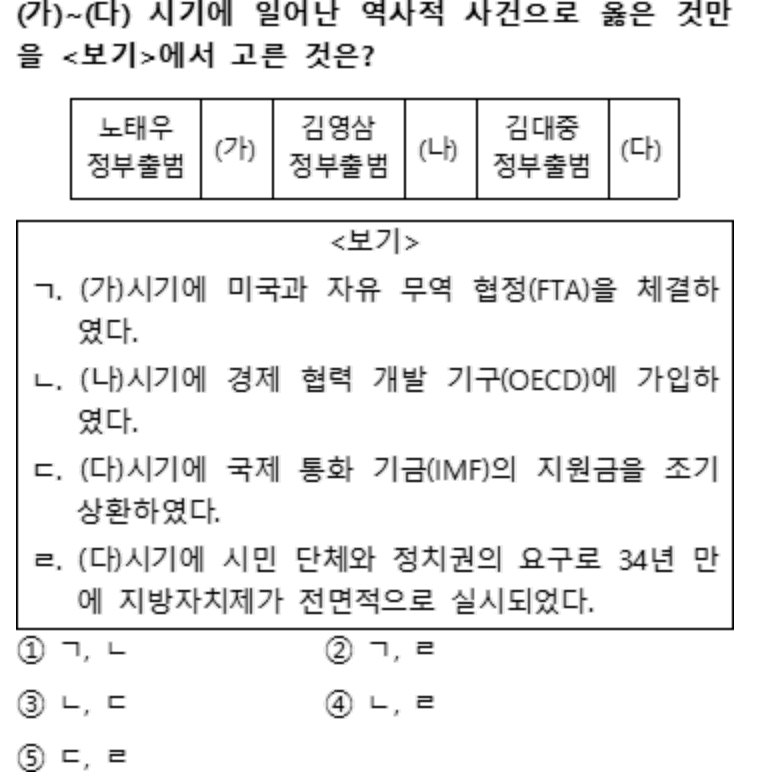 (가)~(다) 시기에 일어난 역사적 사건으로 옳은 것만
을 <보기>에서 고른 것은?
노태우 정부출범 (가) 김영삼 정부출범 (나) 김대중 정부출범 (다)
<보기>
ㄱ. (가)시기에 미국과 자유 무역 협정(FTA)을 체결하
였다.
ㄴ. (나)시기에 경제 협력 개발 기구(OECD)에 가입하
였다.
ㄷ. (다)시기에 국제 통화 기금(IMF)의 지원금을 조기
상환하였다.
ㄹ. (다)시기에 시민 단체와 정치권의 요구로 34년 만
에 지방자치제가 전면적으로 실시되었다.
① ㄱ, ㄴ ② ㄱ, ㄹ
③ ㄴ, ㄷ ④ ㄴ, ㄹ
⑤ ㄷ, ㄹ